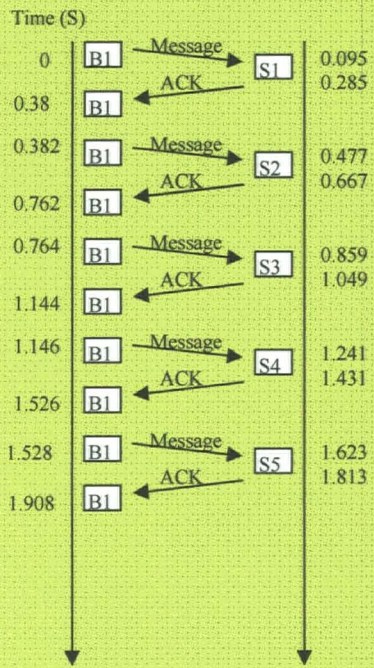 Time (S)
0 B1 Message S1 0.095
ACK 0.285
0.38 B1
0.382 B1 Message S2 0.477
ACK 0.667
0.762 B1
0.764 B1 Message S3 0.859
ACK 1.049
1.144 B1
1.146 B1 Message S4 1.241
ACK 1.431
1.526 B1
1.528 B1 Message S5 1.623
ACK 1.813
1.908 B1